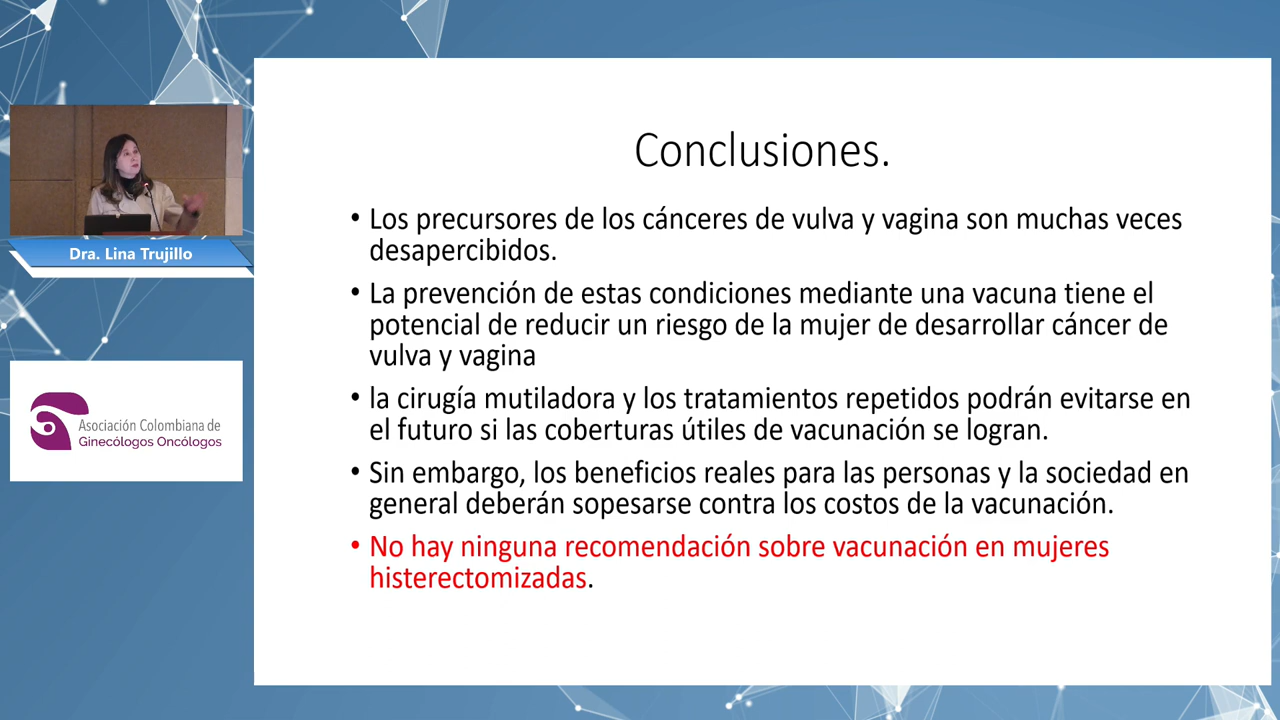 Dra. Lina Trujillo
Asociación Colombiana de
Ginecólogos Oncólogos
Conclusiones.
• Los precursores de los cánceres de vulva y vagina son muchas veces
desapercibidos.
• La prevención de estas condiciones mediante una vacuna tiene el
potencial de reducir un riesgo de la mujer de desarrollar cáncer de
vulva y vagina
• la cirugía mutiladora y los tratamientos repetidos podrán evitarse en
el futuro si las coberturas útiles de vacunación se logran.
• Sin embargo, los beneficios reales para las personas y la sociedad en
general deberán sopesarse contra los costos de la vacunación.
• No hay ninguna recomendación sobre vacunación en mujeres
histerectomizadas.